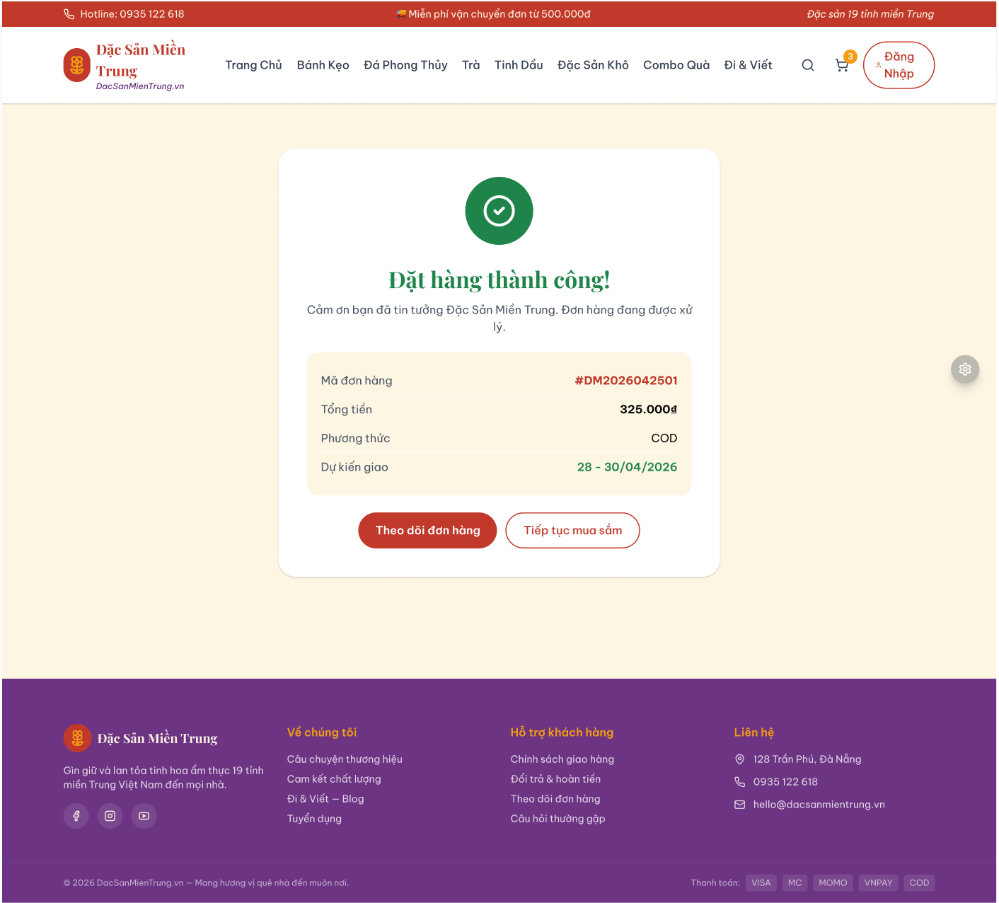 Hotline: 0935 122 618
🚚 Miễn phí vận chuyển đơn từ 500.000đ
Đặc sản 19 tỉnh miền Trung
Đặc Sản Miền
Trung
DacSanMienTrung.vn
Trang Chủ
Bánh Kẹo
Đá Phong Thủy
Trà
Tinh Dầu
Đặc Sản Khô
Combo Quà
Đi & Viết
3
Đăng
Nhập
Đặt hàng thành công!
Cảm ơn bạn đã tin tưởng Đặc Sản Miền Trung. Đơn hàng đang được xử
lý.
Mã đơn hàng #DM2026042501
Tổng tiền 325.000₫
Phương thức COD
Dự kiến giao 28 - 30/04/2026
Theo dõi đơn hàng
Tiếp tục mua sắm
Đặc Sản Miền Trung
Gìn giữ và lan tỏa tinh hoa ẩm thực 19 tỉnh
miền Trung Việt Nam đến mọi nhà.
Về chúng tôi
Câu chuyện thương hiệu
Cam kết chất lượng
Đi & Viết — Blog
Tuyển dụng
Hỗ trợ khách hàng
Chính sách giao hàng
Đổi trả & hoàn tiền
Theo dõi đơn hàng
Câu hỏi thường gặp
Liên hệ
128 Trần Phú, Đà Nẵng
0935 122 618
hello@dacsanmientrung.vn
© 2026 DacSanMienTrung.vn — Mang hương vị quê nhà đến muôn nơi.
Thanh toán: VISA MC MOMO VNPAY COD